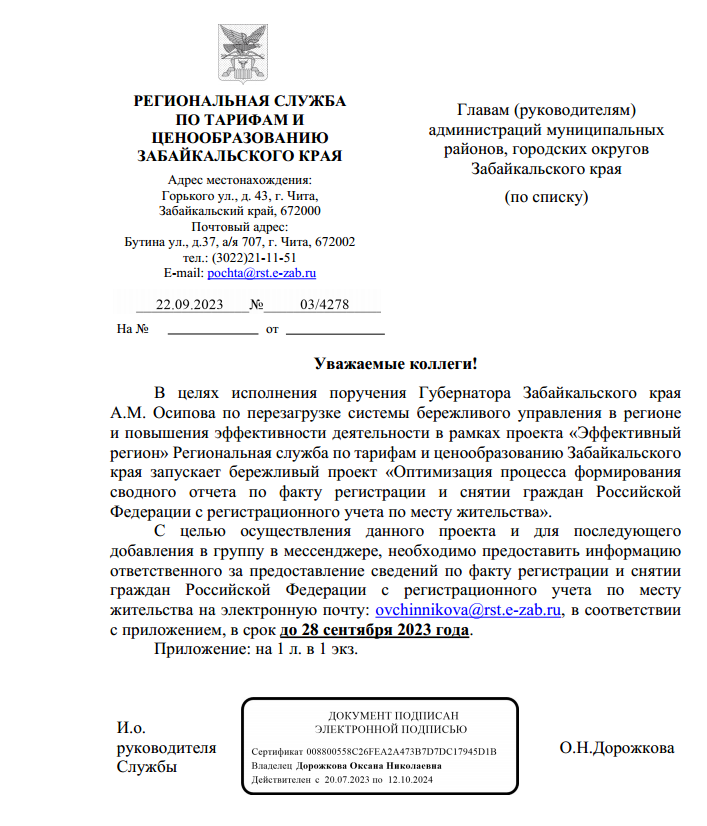 РЕГИОНАЛЬНАЯ СЛУЖБА
ПО ТАРИФАМ И
ЦЕНООБРАЗОВАНИЮ
ЗАБАЙКАЛЬСКОГО КРАЯ
Адрес местонахождения:
Горького ул., д. 43, г. Чита,
Забайкальский край, 672000
Почтовый адрес:
Бутина ул., д.37, а/я 707, г. Чита, 672002
тел.: (3022)21-11-51
E-mail: pochta@rst.e-zab.ru
22.09.2023 № 03/4278
На № ____________ от ____________
Главам (руководителям)
администраций муниципальных
районов, городских округов
Забайкальского края
(по списку)
Уважаемые коллеги!
В целях исполнения поручения Губернатора Забайкальского края
А.М. Осипова по перезагрузке системы бережливого управления в регионе
и повышения эффективности деятельности в рамках проекта «Эффективный
регион» Региональная служба по тарифам и ценообразованию Забайкальского
края запускает бережливый проект «Оптимизация процесса формирования
сводного отчета по факту регистрации и снятии граждан Российской
Федерации с регистрационного учета по месту жительства».
С целью осуществления данного проекта и для последующего
добавления в группу в мессенджере, необходимо предоставить информацию
ответственного за предоставление сведений по факту регистрации и снятии
граждан Российской Федерации с регистрационного учета по месту
жительства на электронную почту: ovchinnikova@rst.e-zab.ru, в соответствии
с приложением, в срок до 28 сентября 2023 года.
Приложение: на 1 л. в 1 экз.
И.о.
руководителя
Службы
ДОКУМЕНТ ПОДПИСАН
ЭЛЕКТРОННОЙ ПОДПИСЬЮ
Сертификат 008800558C26FEA2A473B7D7DC17945D1B
Владелец Дорожкова Оксана Николаевна
Действителен с 20.07.2023 по 12.10.2024
О.Н.Дорожкова